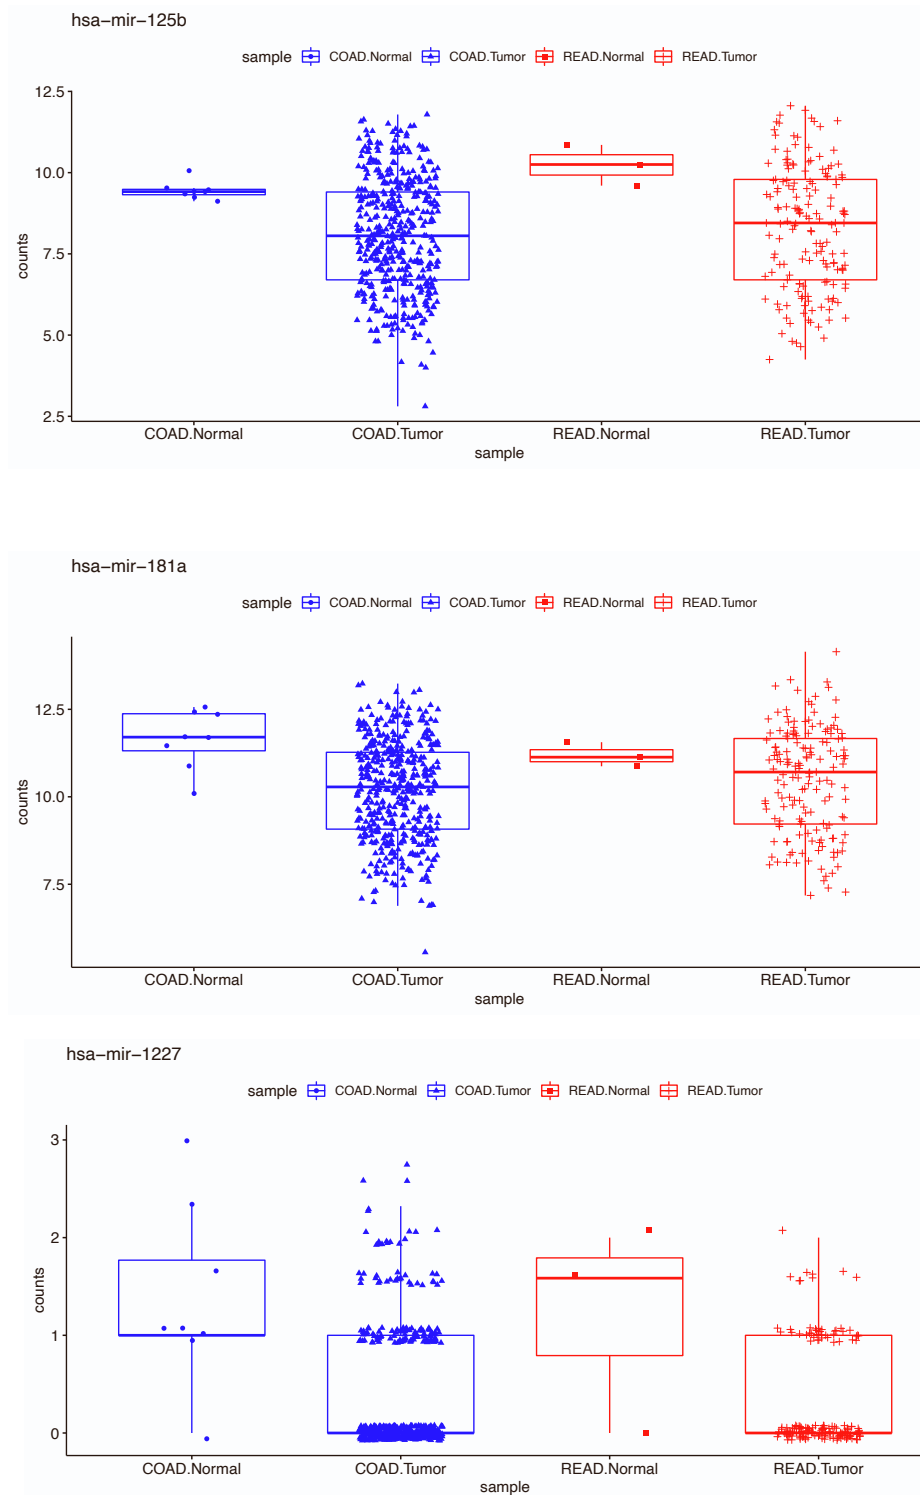 hsa-mir-125b
sample COAD.Normal COAD.Tumor READ.Normal READ.Tumor
12.5
10.0
7.5
5.0
2.5
counts
COAD.Normal COAD.Tumor READ.Normal READ.Tumor
sample
hsa-mir-181a
sample COAD.Normal COAD.Tumor READ.Normal READ.Tumor
12.5
10.0
7.5
counts
COAD.Normal COAD.Tumor READ.Normal READ.Tumor
sample
hsa-mir-1227
sample COAD.Normal COAD.Tumor READ.Normal READ.Tumor
3
2
1
0
counts
COAD.Normal COAD.Tumor READ.Normal READ.Tumor
sample